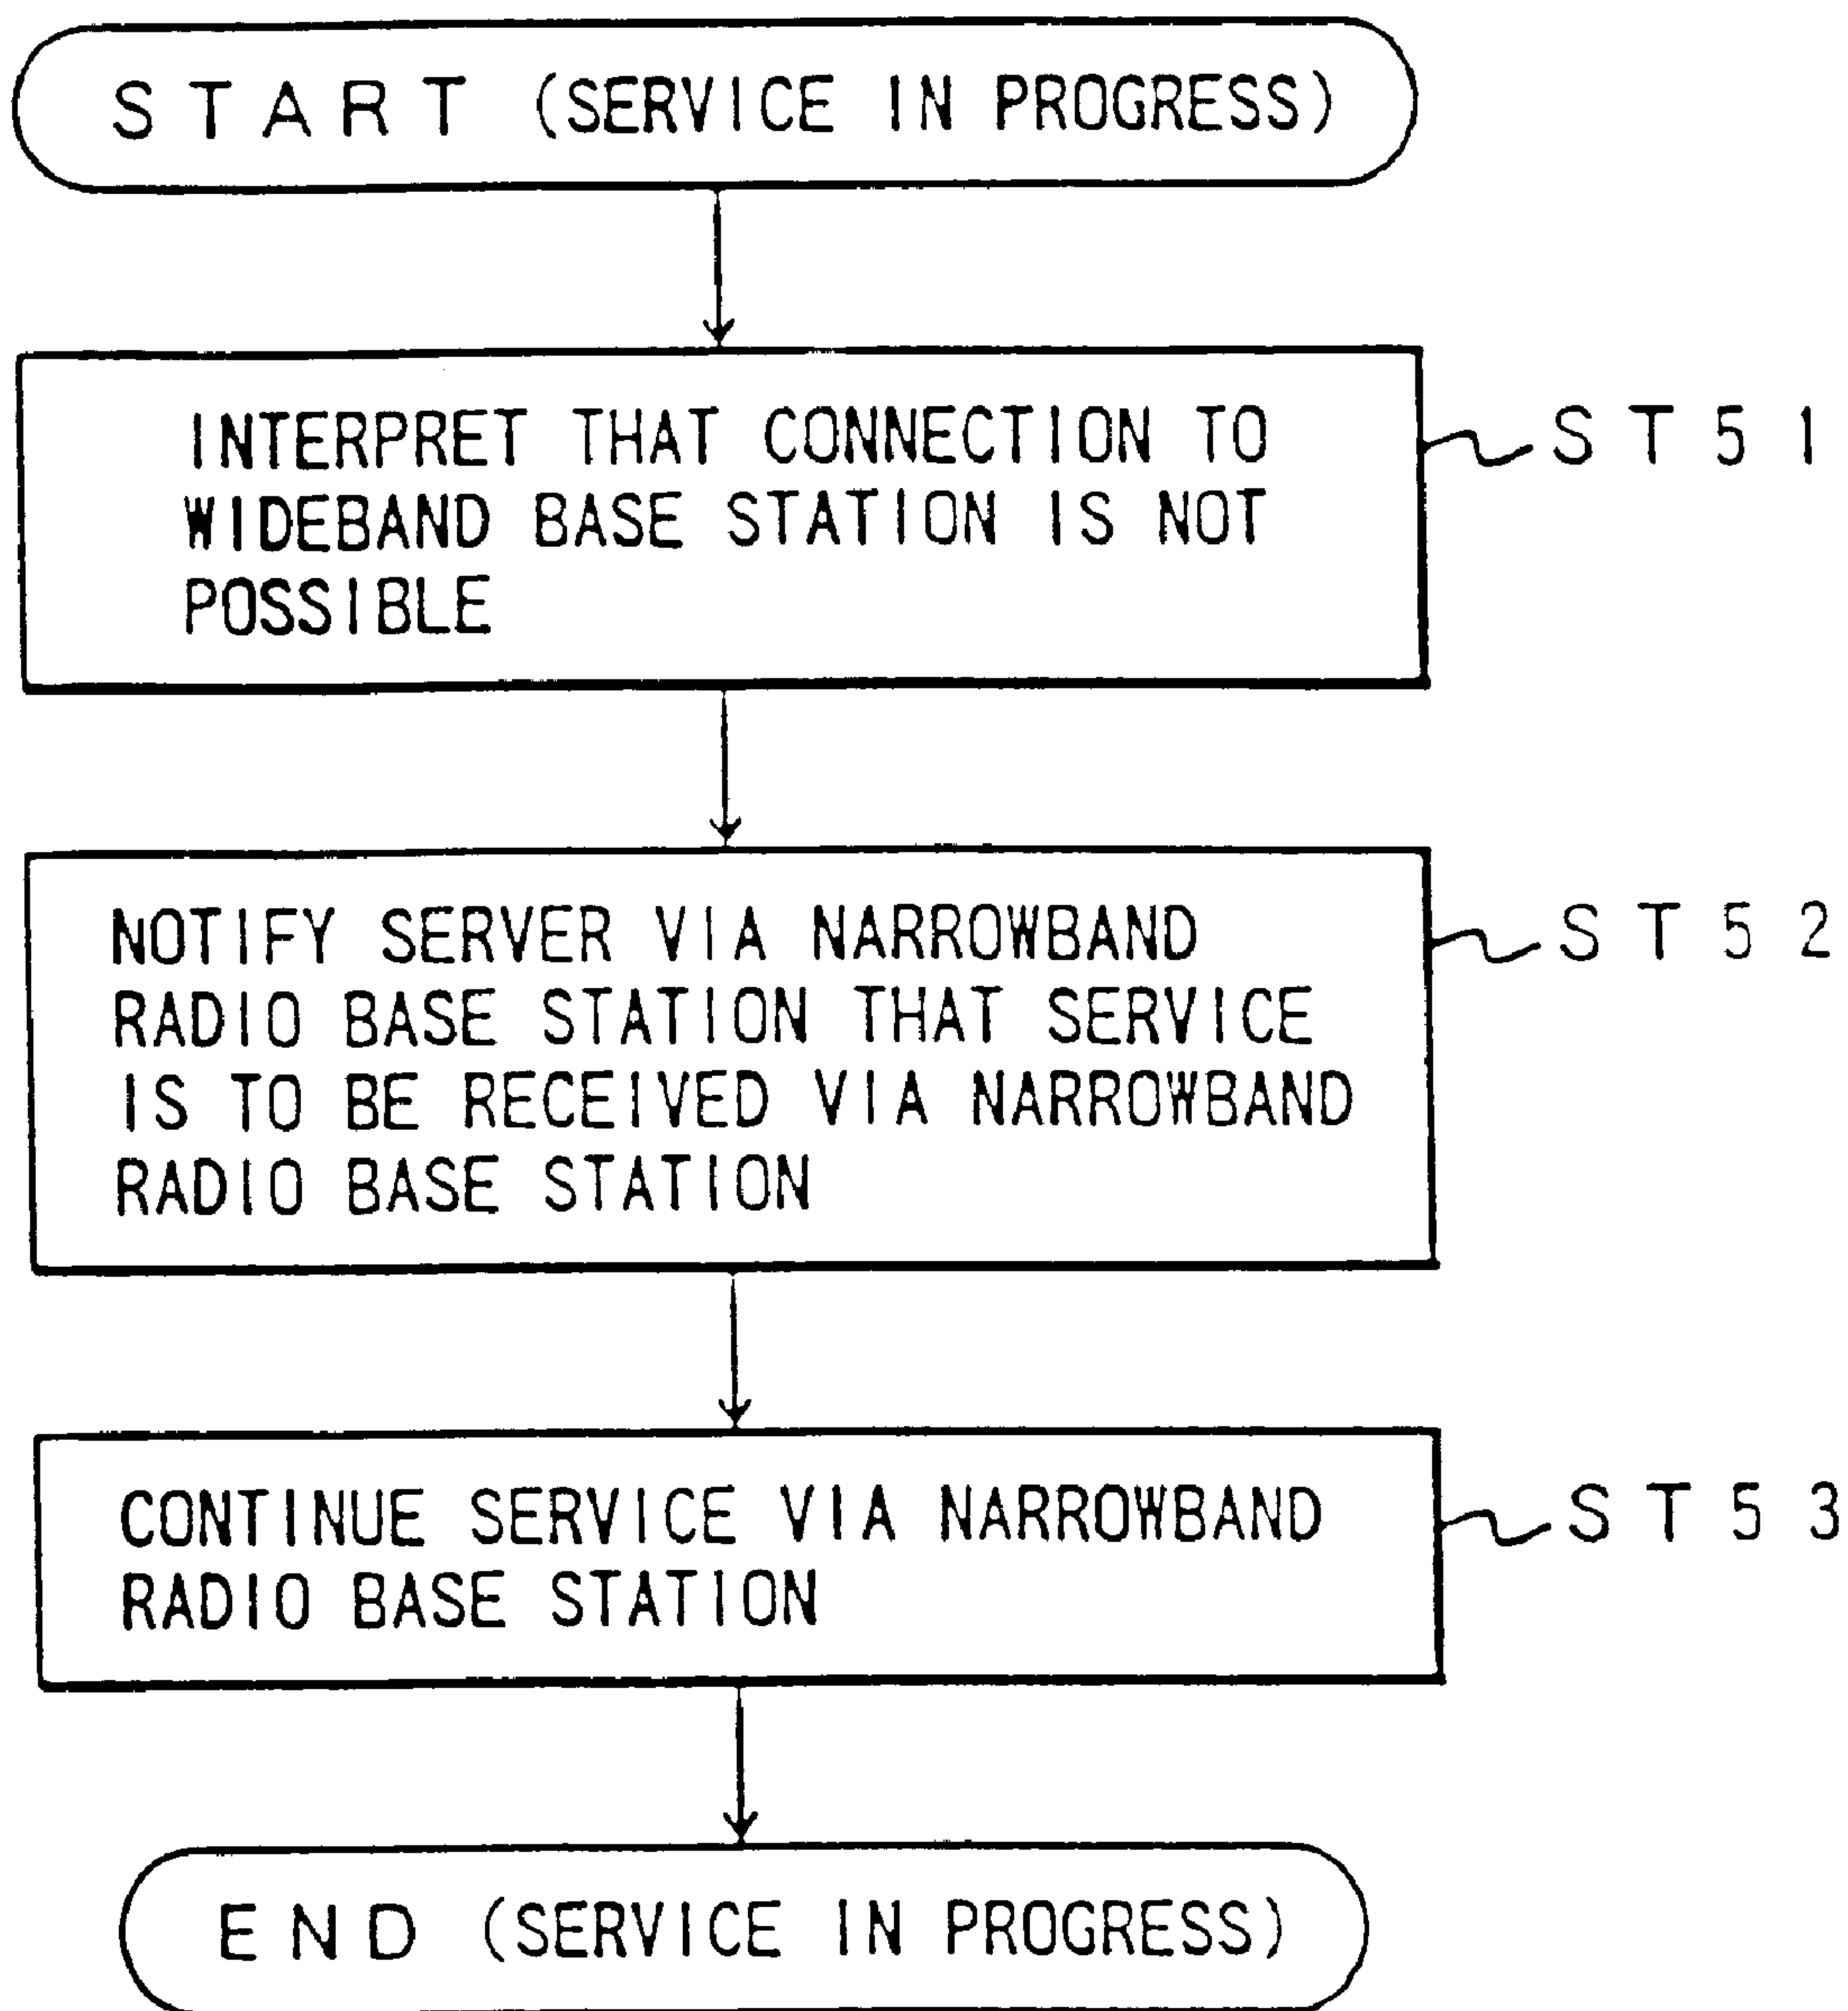 START (SERVICE IN PROGRESS)
INTERPRET THAT CONNECTION TO
WIDEBAND BASE STATION IS NOT
POSSIBLE
ST51
NOTIFY SERVER VIA NARROWBAND
RADIO BASE STATION THAT SERVICE
IS TO BE RECEIVED VIA NARROWBAND
RADIO BASE STATION
ST52
CONTINUE SERVICE VIA NARROWBAND
RADIO BASE STATION
ST53
END (SERVICE IN PROGRESS)